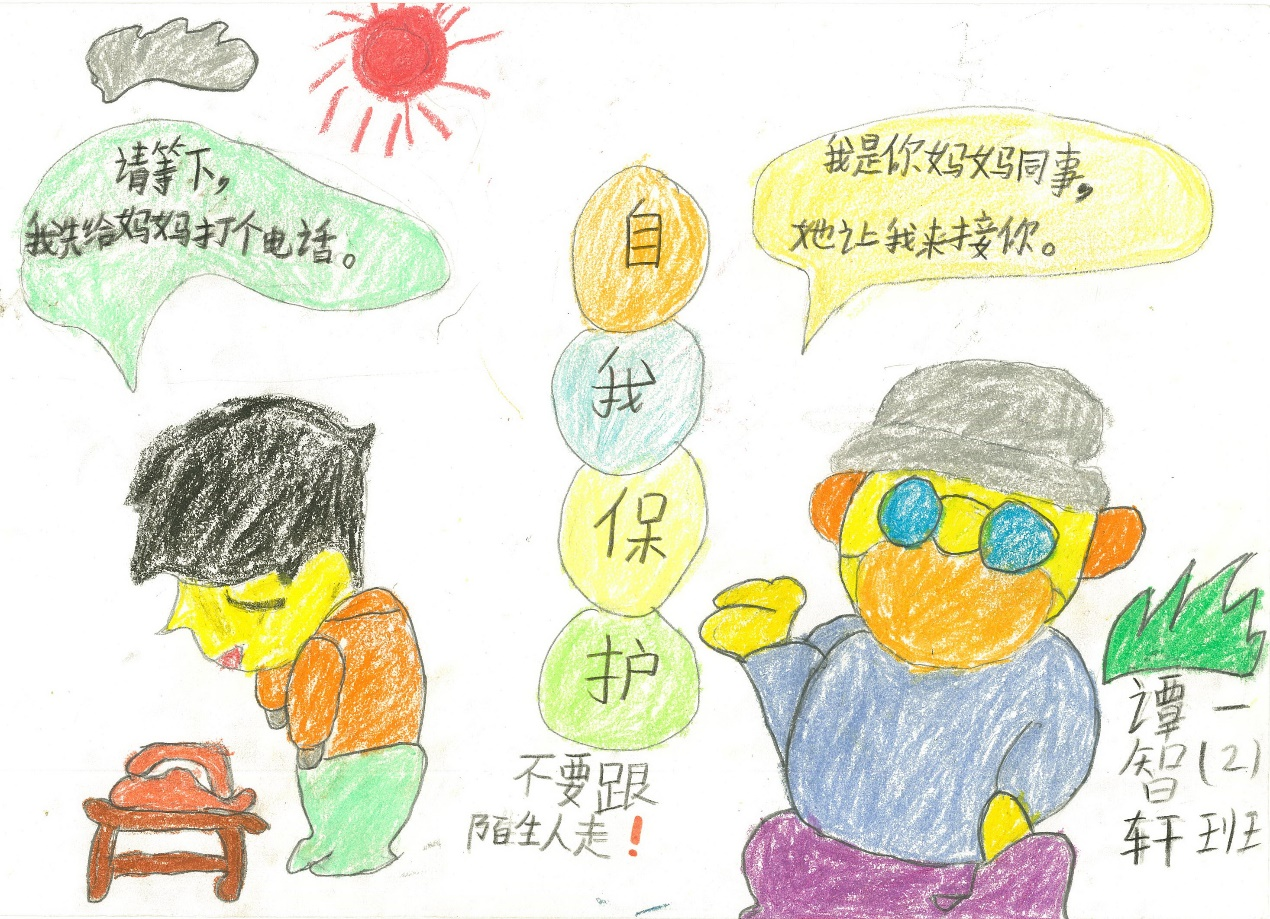 请等下，
我先给妈妈打个电话。
我是你妈妈同事，
她让我来接你。
自
我
保
护
不要跟
陌生人走！
谭智轩
一(2)班